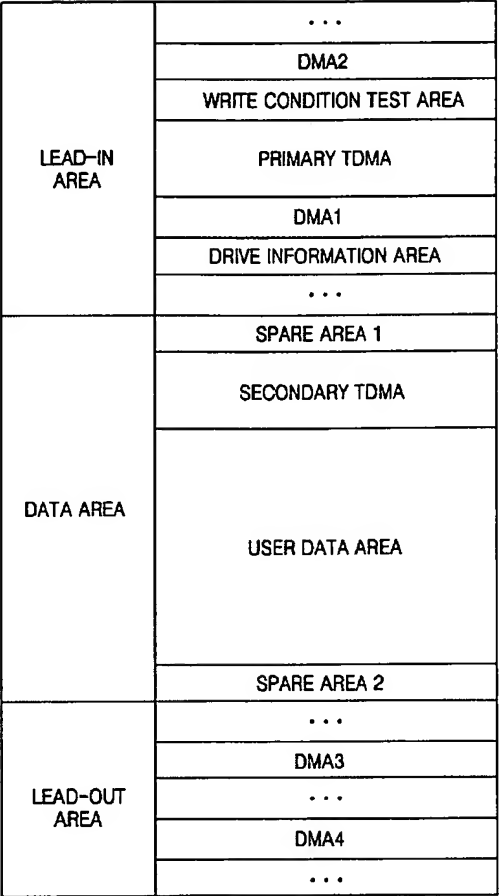 LEAD-IN
AREA
...
DMA2
WRITE CONDITION TEST AREA
PRIMARY TDMA
DMA1
DRIVE INFORMATION AREA
...
DATA AREA
SPARE AREA 1
SECONDARY TDMA
USER DATA AREA
SPARE AREA 2
LEAD-OUT
AREA
...
DMA3
...
DMA4
...